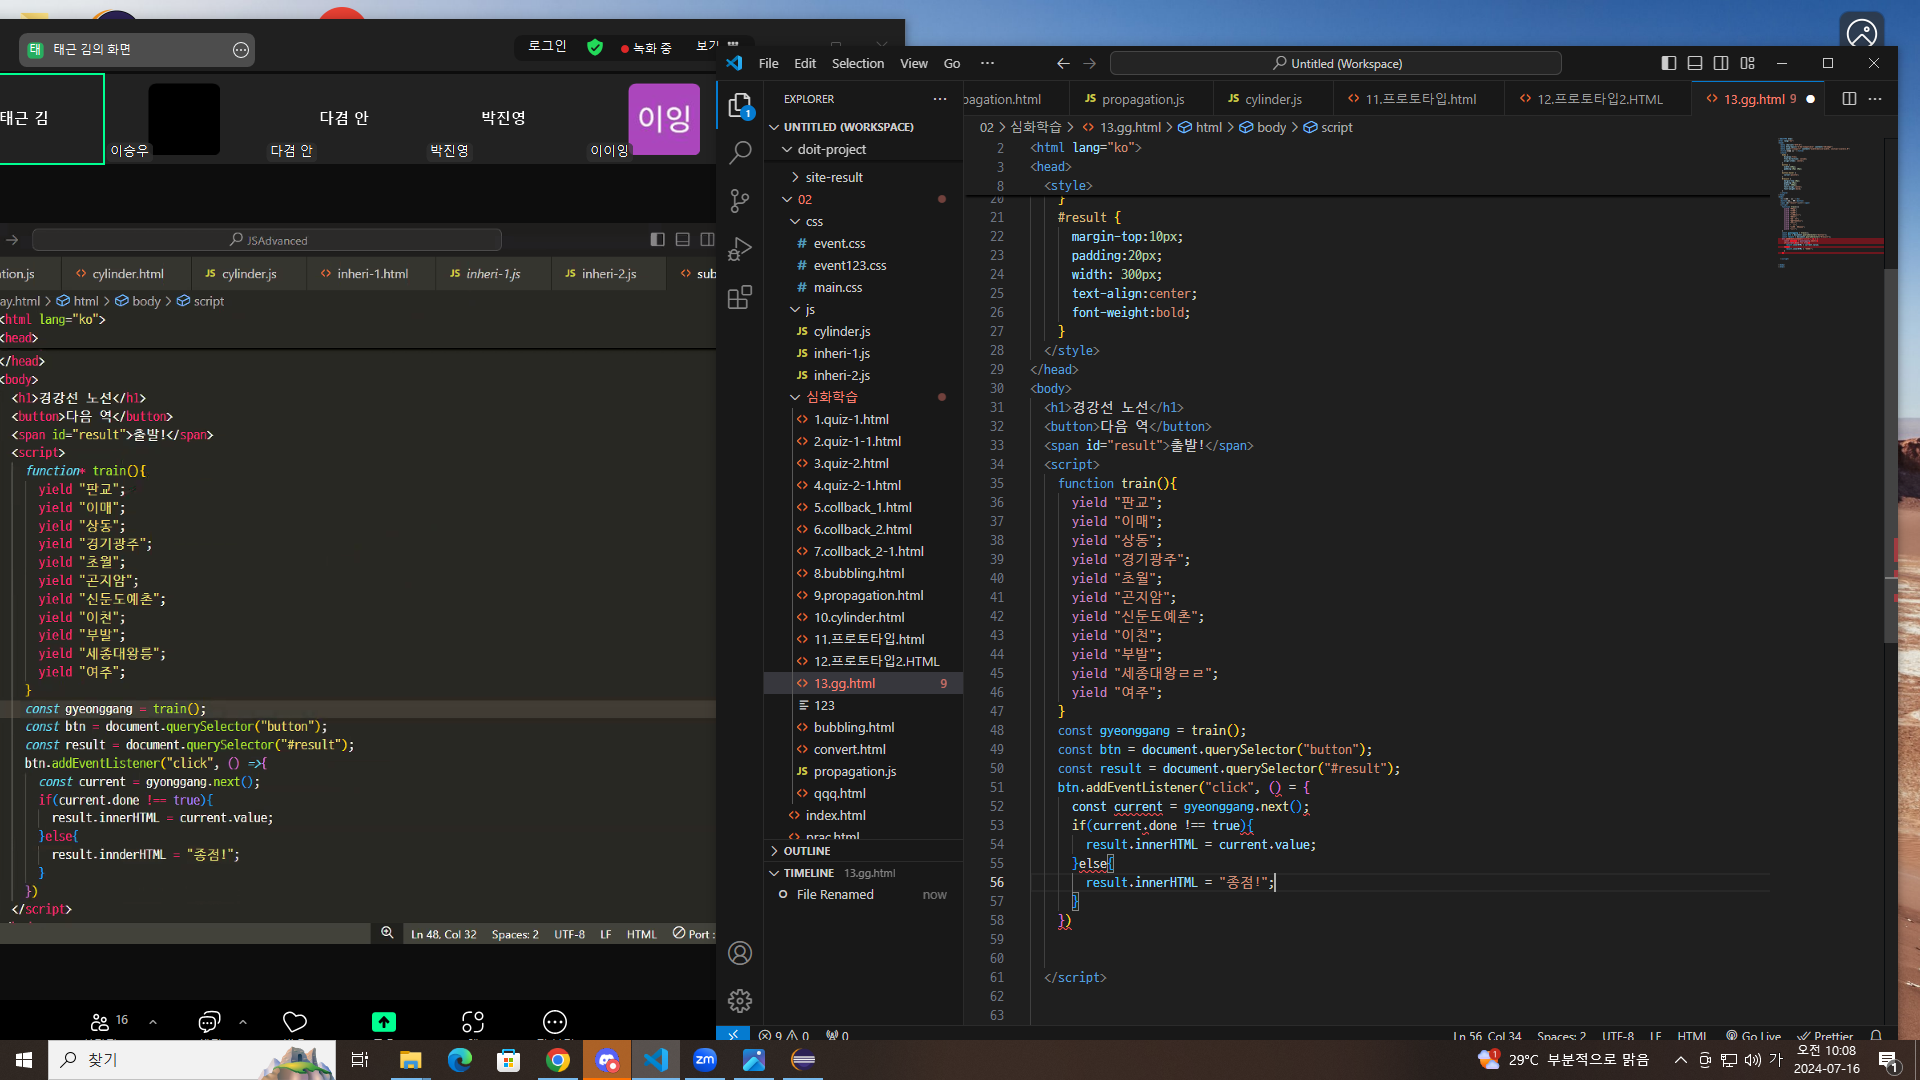 태 태근 김의 화면
로그인
녹화 중
보기
태근 김
이승우
다겸 안
다겸 안
박진영
박진영
이잉
이이잉
JSAdvanced
tion.js
cylinder.html
JS cylinder.js
inheri-1.html
JS inheri-1.js
JS inheri-2.js
sub
ay.html > html > body > script
<html lang="ko">
<head>
</head>
<body>
<h1>경강선 노선</h1>
<button>다음 역</button>
<span id="result">출발!</span>
<script>
function* train(){
yield "판교";
yield "이매";
yield "상동";
yield "경기광주";
yield "초월";
yield "곤지암";
yield "신둔도예촌";
yield "이천";
yield "부발";
yield "세종대왕릉";
yield "여주";
}
const gyeonggang = train();
const btn = document.querySelector("button");
const result = document.querySelector("#result");
btn.addEventListener("click", () =>{
const current = gyonggang.next();
if(current.done !== true){
result.innerHTML = current.value;
}else{
result.innderHTML = "종점!";
}
})
</script>
Ln 48, Col 32 Spaces: 2 UTF-8 LF HTML Port :
16
File Edit Selection View Go ···
Untitled (Workspace)
1
EXPLORER
UNTITLED (WORKSPACE)
doit-project
site-result
02
css
# event.css
# event123.css
# main.css
js
JS cylinder.js
JS inheri-1.js
JS inheri-2.js
심화학습
1.quiz-1.html
2.quiz-1-1.html
3.quiz-2.html
4.quiz-2-1.html
5.collback_1.html
6.collback_2.html
7.collback_2-1.html
8.bubbling.html
9.propagation.html
10.cylinder.html
11.프로토타입.html
12.프로토타입2.HTML
13.gg.html 9
123
bubbling.html
convert.html
JS propagation.js
qqq.html
index.html
prac.html
OUTLINE
TIMELINE 13.gg.html
File Renamed now
pagation.html
JS propagation.js
JS cylinder.js
11.프로토타입.html
12.프로토타입2.HTML
13.gg.html 9
02 > 심화학습 > 13.gg.html > html > body > script
2 <html lang="ko">
3 <head>
8 <style>
20 }
21 #result {
22 margin-top:10px;
23 padding:20px;
24 width: 300px;
25 text-align:center;
26 font-weight:bold;
27 }
28 </style>
29 </head>
30 <body>
31 <h1>경강선 노선</h1>
32 <button>다음 역</button>
33 <span id="result">출발!</span>
34 <script>
35 function train(){
36 yield "판교";
37 yield "이매";
38 yield "상동";
39 yield "경기광주";
40 yield "초월";
41 yield "곤지암";
42 yield "신둔도예촌";
43 yield "이천";
44 yield "부발";
45 yield "세종대왕ㄹㄹ";
46 yield "여주";
47 }
48 const gyeonggang = train();
49 const btn = document.querySelector("button");
50 const result = document.querySelector("#result");
51 btn.addEventListener("click", () = {
52 const current = gyeonggang.next();
53 if(current.done !== true){
54 result.innerHTML = current.value;
55 }else{
56 result.innerHTML = "종점!";
57 }
58 })
59
60
61 </script>
62
63
9 0 0
Ln 56, Col 34 Spaces: 2 UTF-8 LF HTML Go Live Prettier
찾기
zm
29°C 부분적으로 맑음
가
오전 10:08
2024-07-16
1